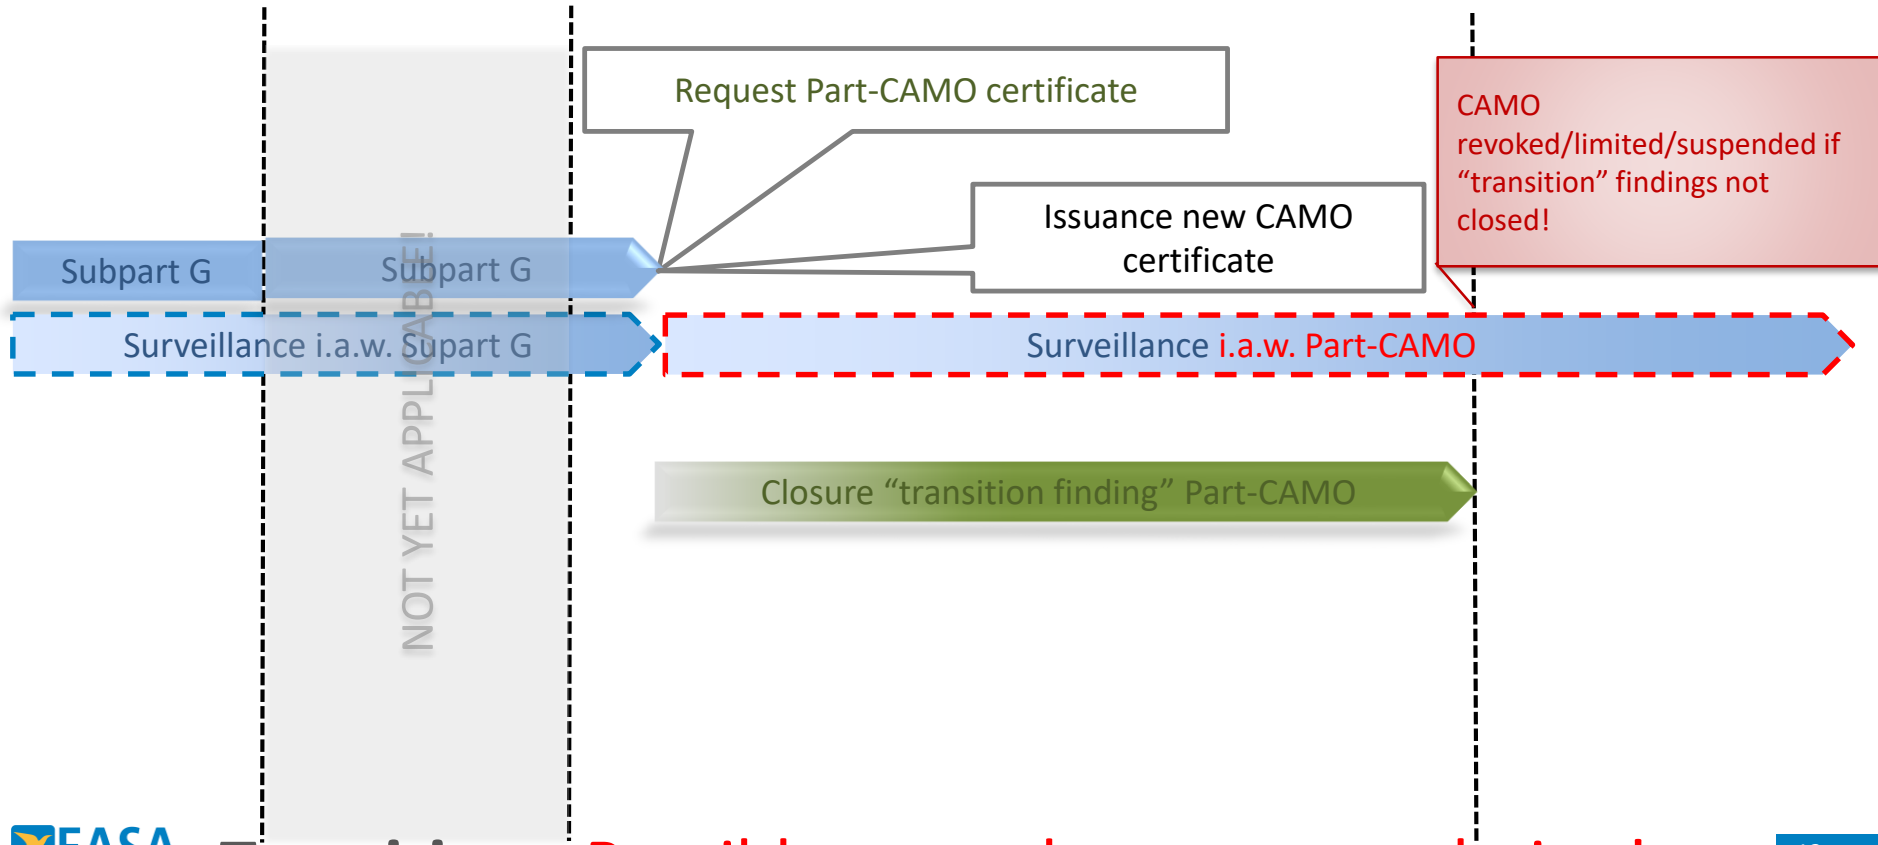 Request Part-CAMO certificate
CAMO
revoked/limited/suspended if
“transition” findings not
closed!
Issuance new CAMO
certificate
Subpart G
Subpart G
Surveillance i.a.w. Supart G
Surveillance i.a.w. Part-CAMO
NOT YET APPLICABE!
Closure “transition finding” Part-CAMO
EASA